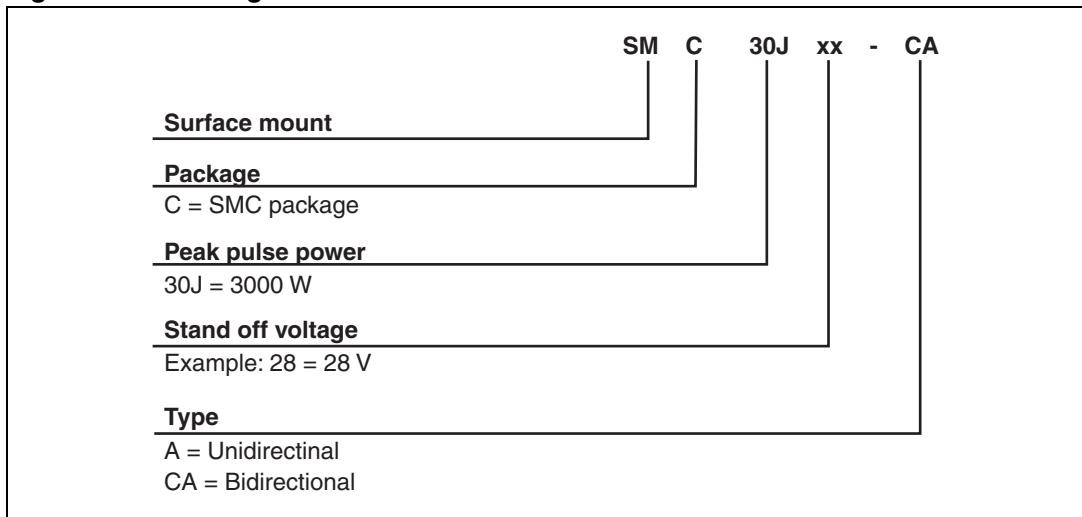 SM C 30J xx - CA
Surface mount
Package
C = SMC package
Peak pulse power
30J = 3000 W
Stand off voltage
Example: 28 = 28 V
Type
A = Unidirectinal
CA = Bidirectional